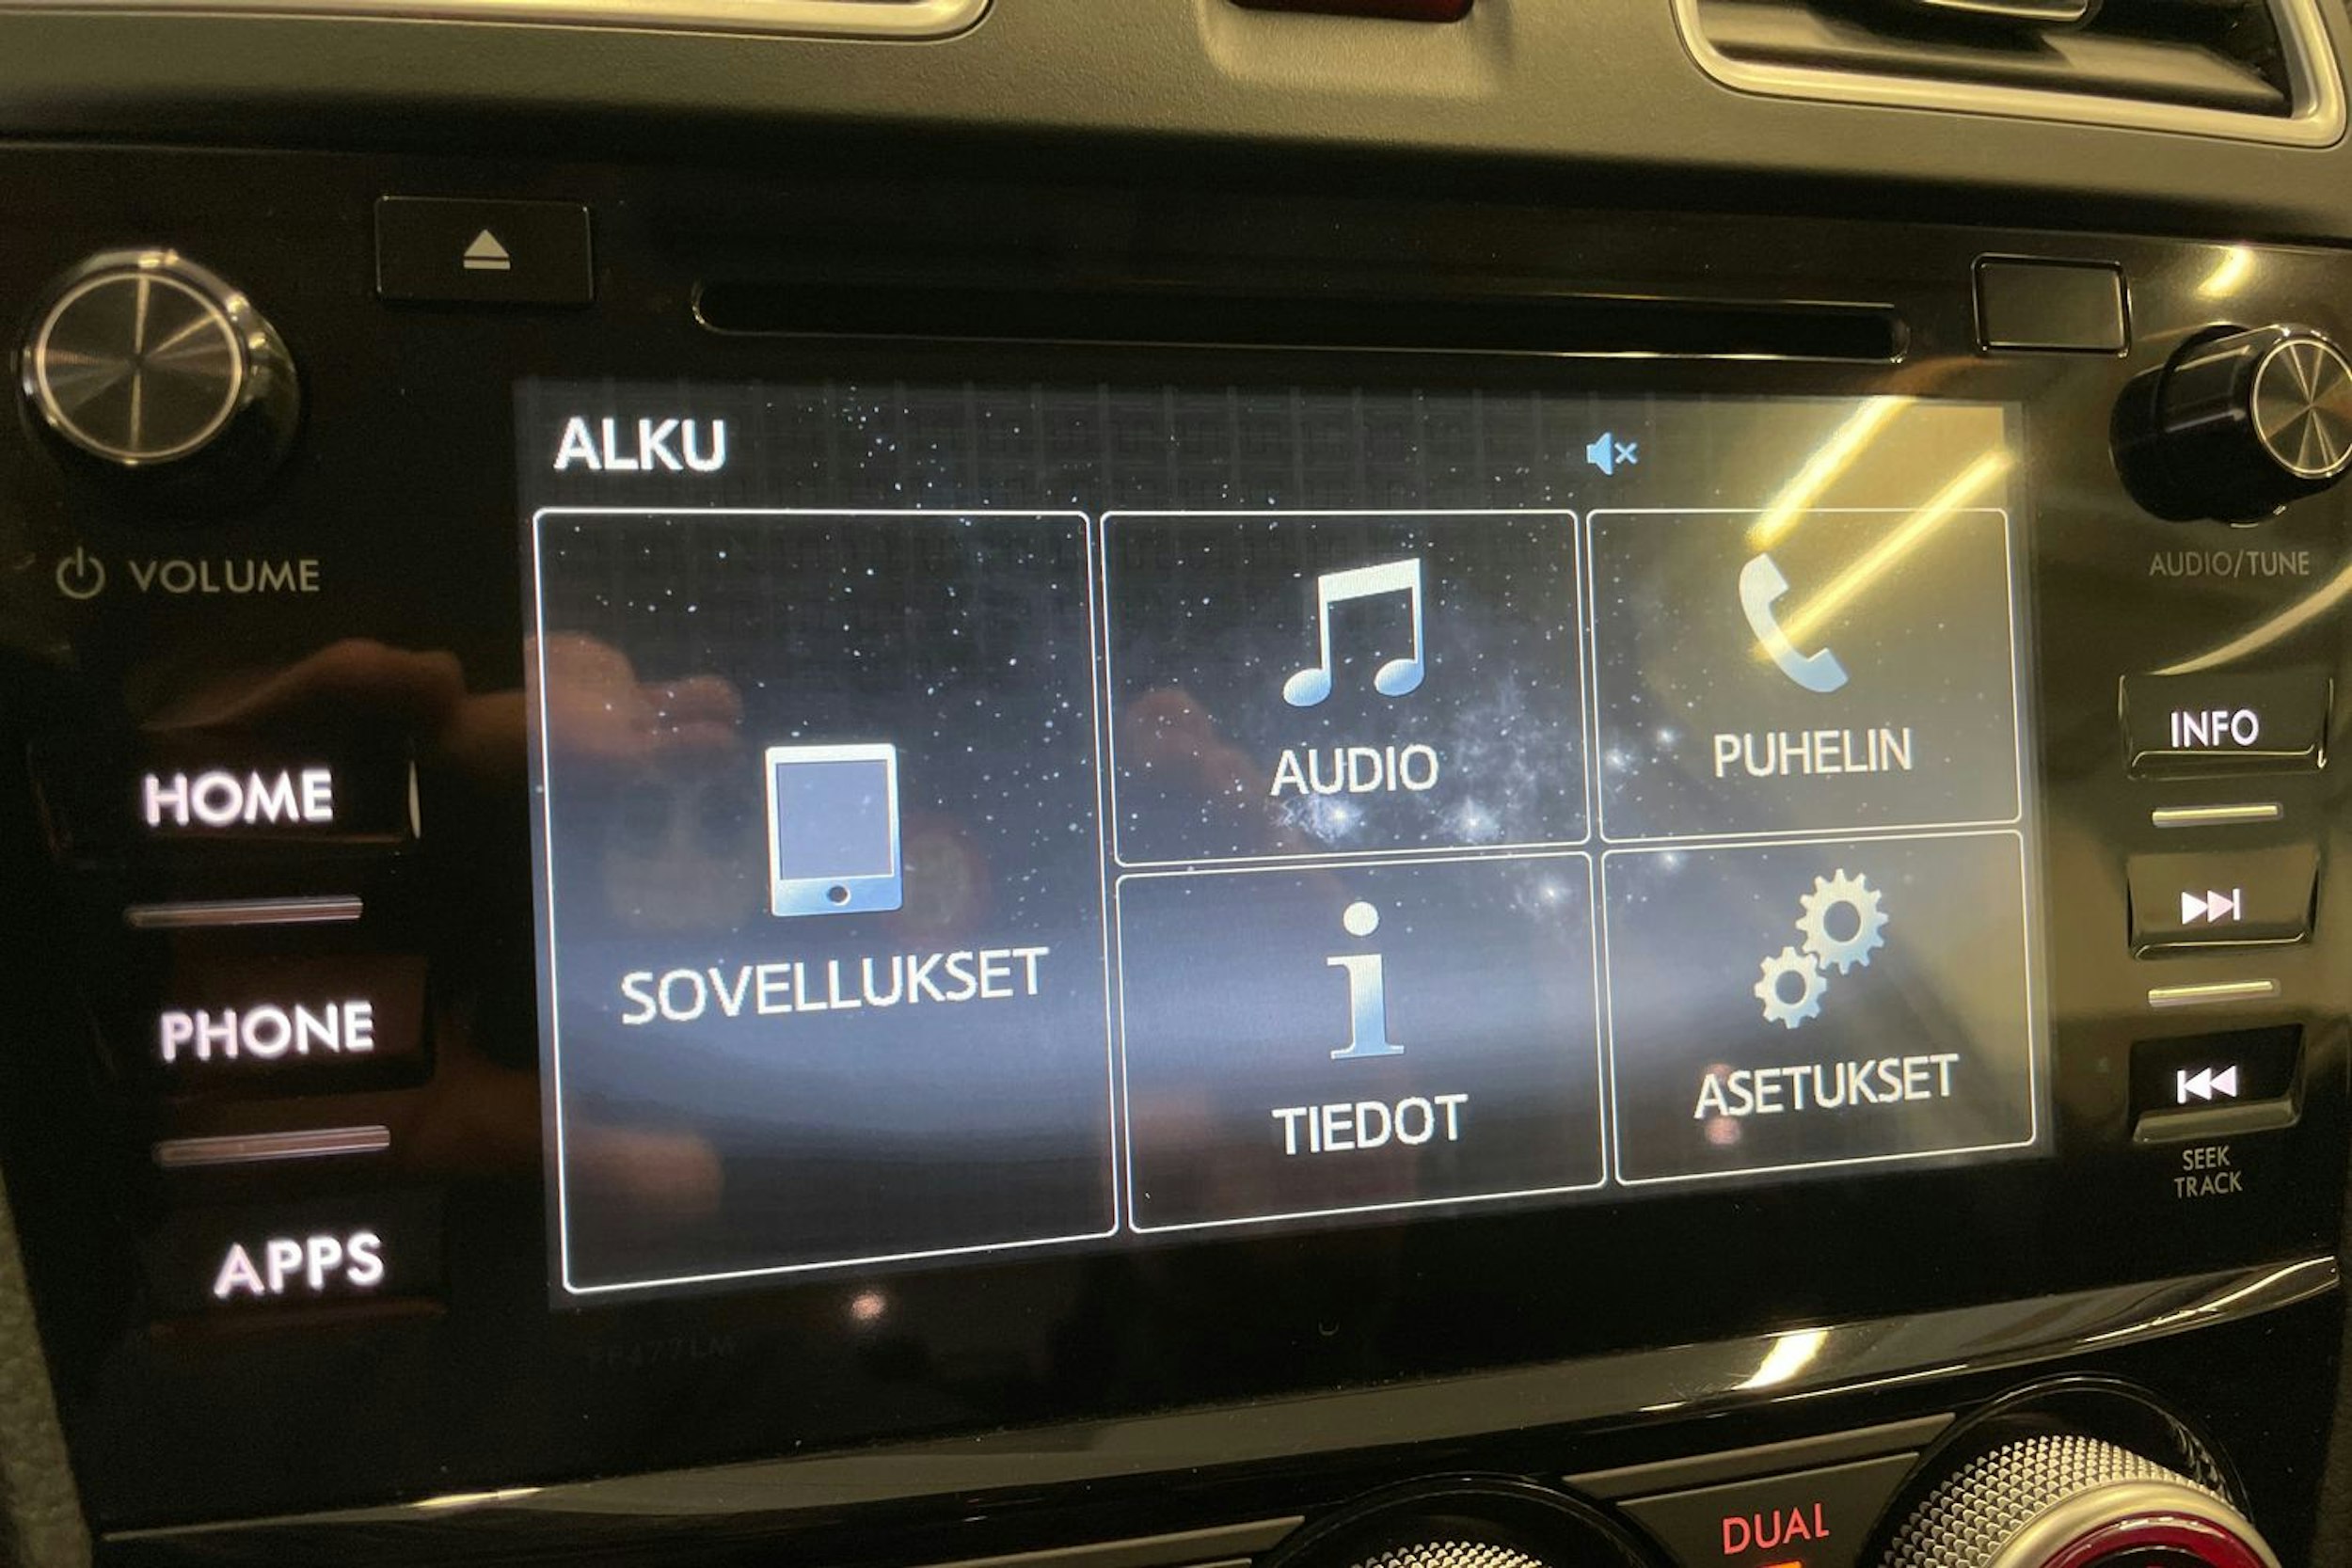 ALKU
VOLUME
AUDIO/TUNE
HOME
PHONE
APPS
SOVELLUKSET
AUDIO
PUHELIN
TIEDOT
ASETUKSET
INFO
SEEK
TRACK
DUAL